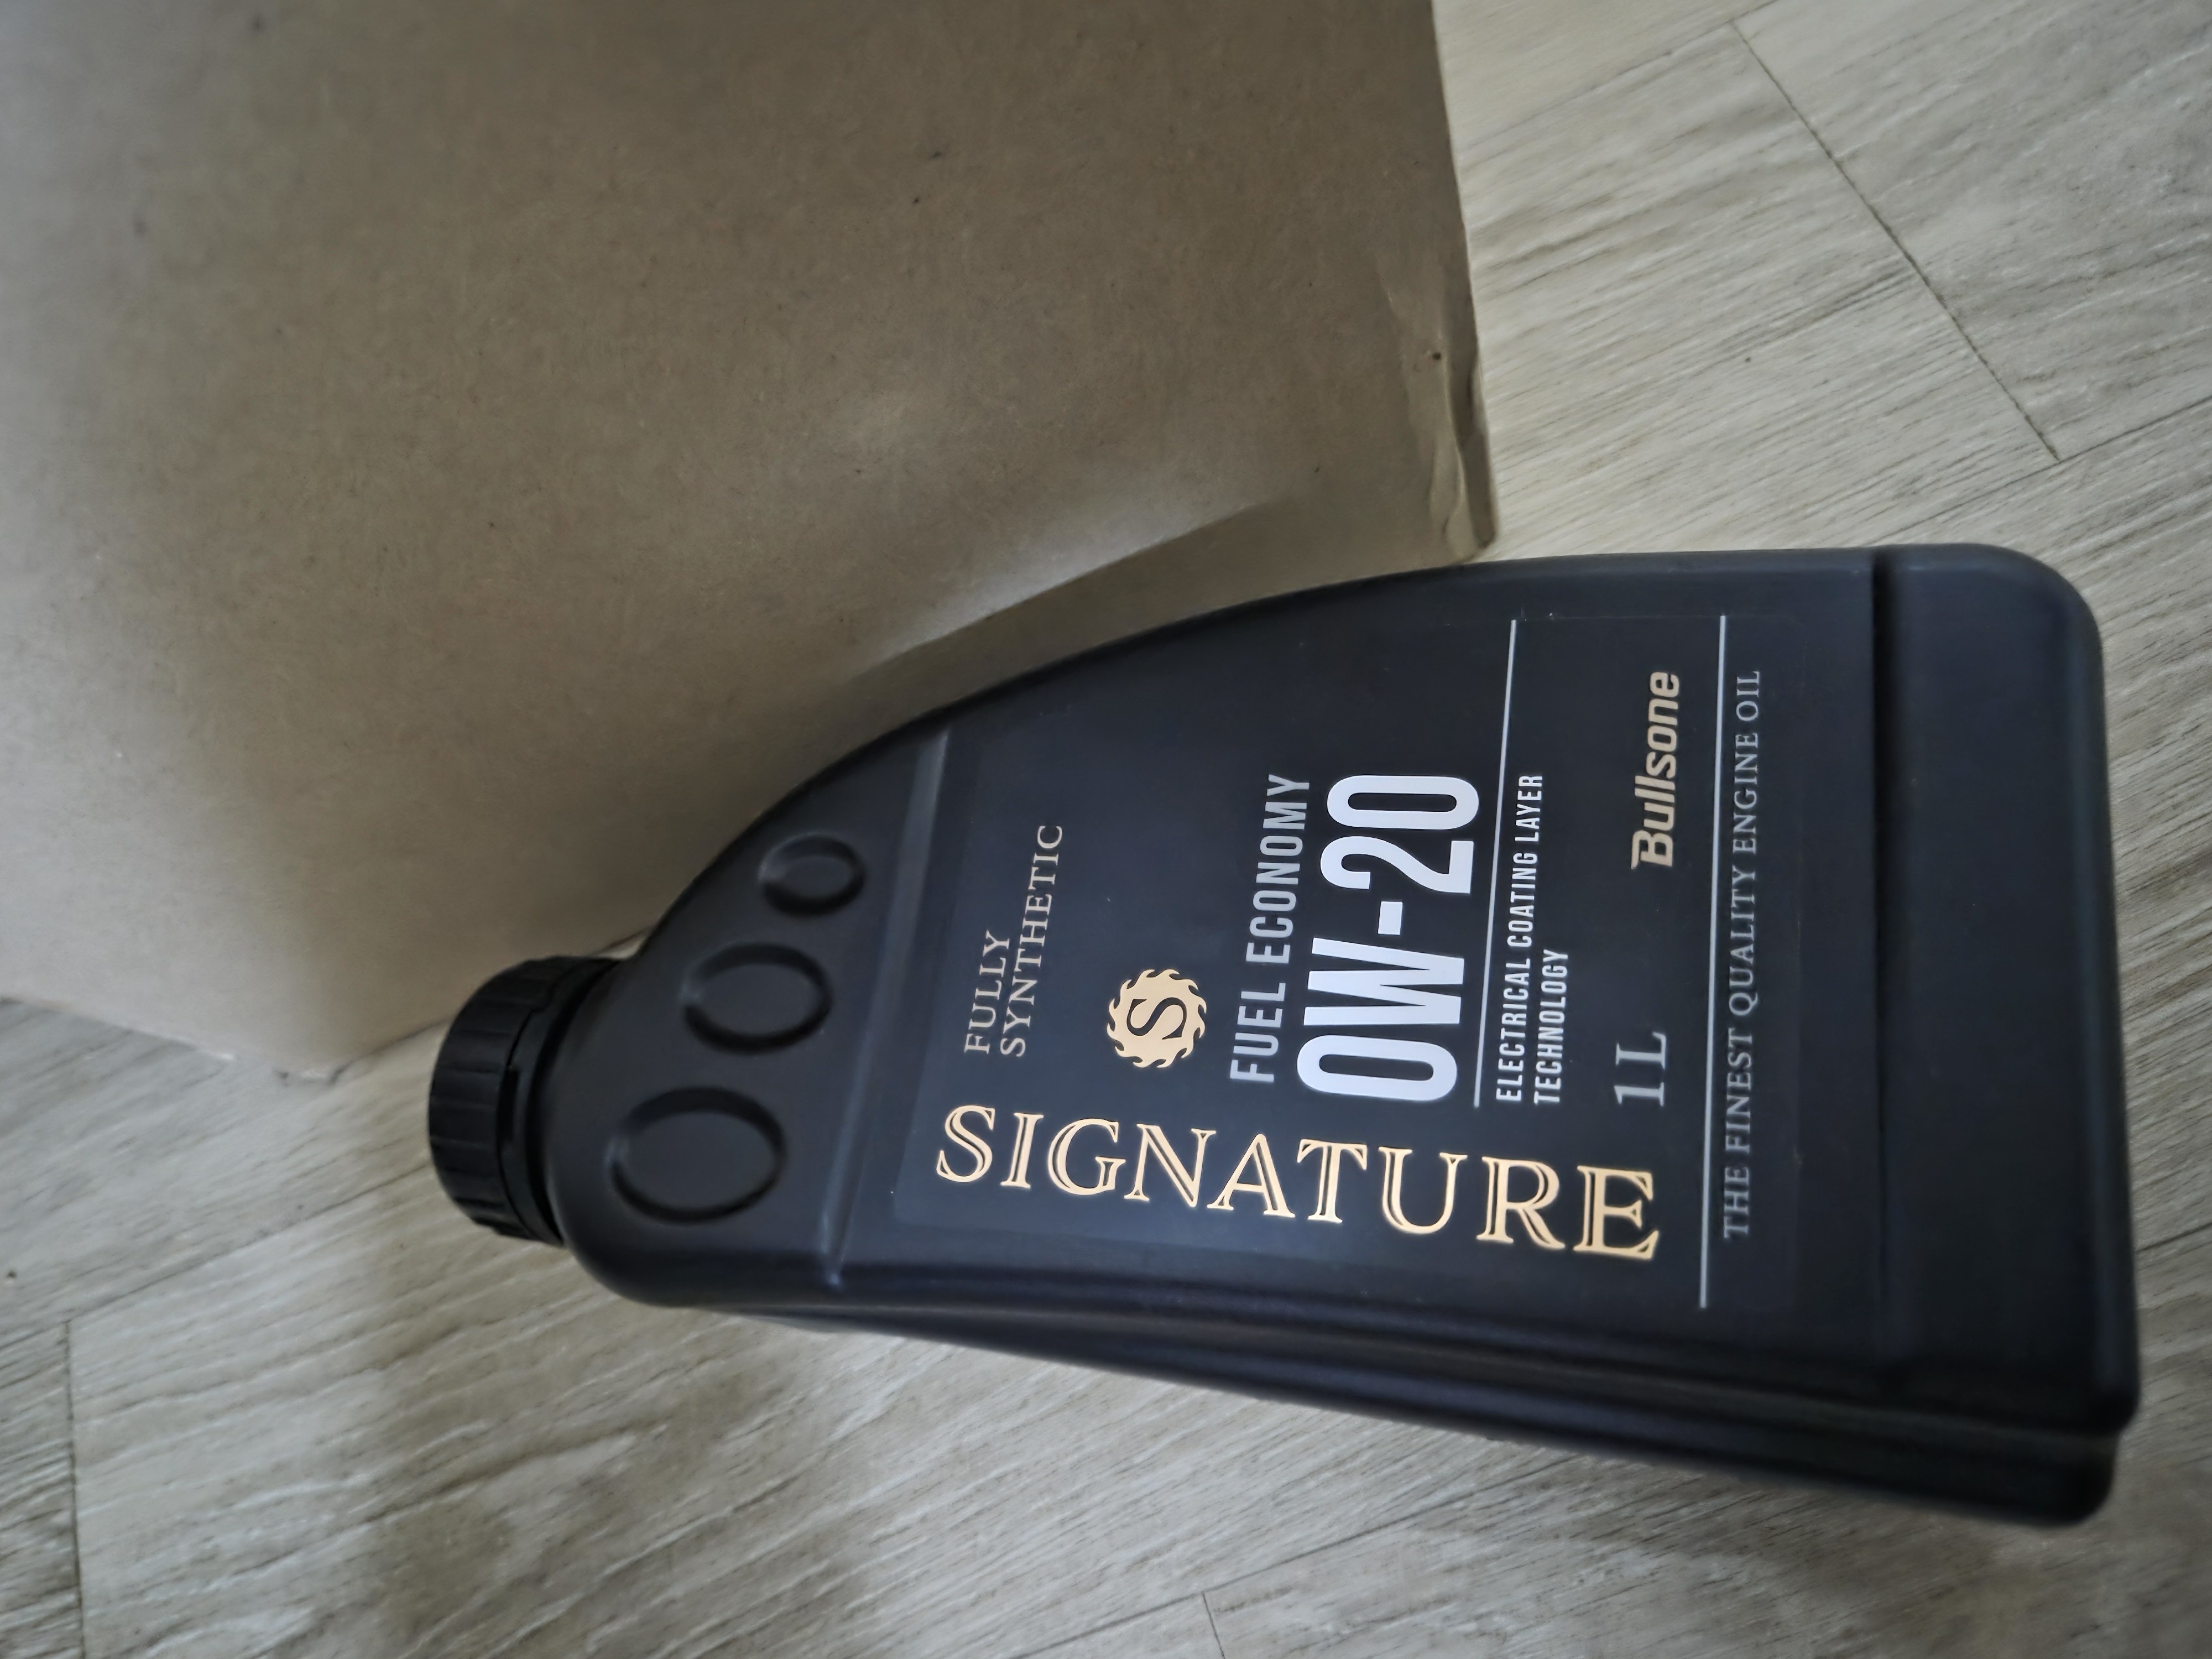 FULLY
SYNTHETIC
SIGNATURE
S
FUEL ECONOMY
0W-20
ELECTRICAL COATING LAYER
TECHNOLOGY
1L
Bullsone
THE FINEST QUALITY ENGINE OIL